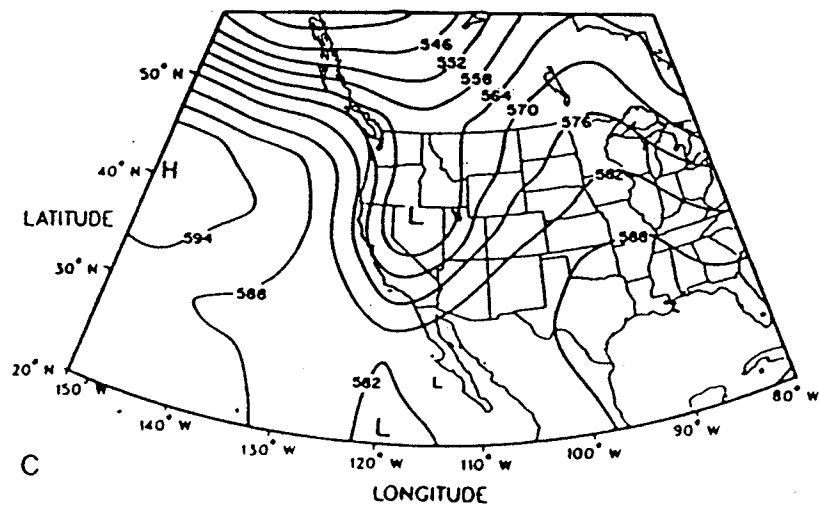 546
552
50° N
558
564
570
576
40° N
H
582
LATITUDE
L
594
588
30° N
588
20° N
582
L
150° W
80° W
140° W
L
90° W
130° W
100° W
120° W
110° W
C
LONGITUDE